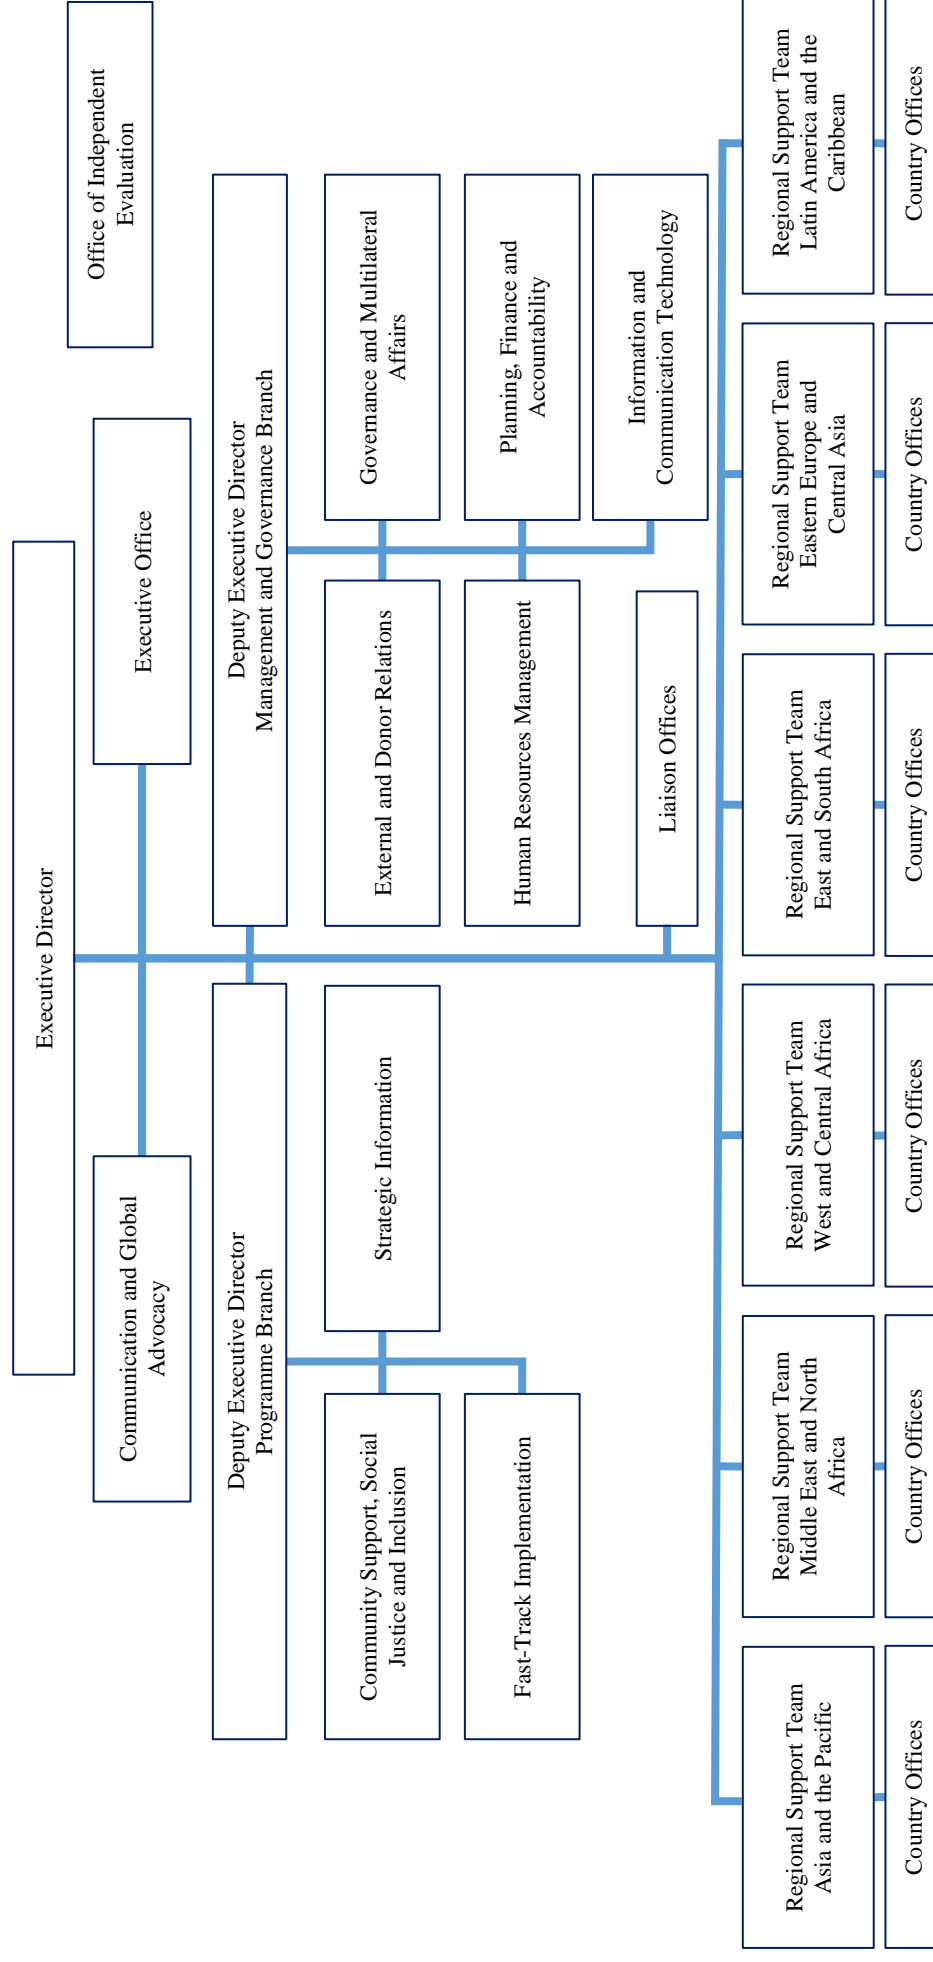 Executive Director
Office of Independent
Evaluation
Communication and Global
Advocacy
Executive Office
Deputy Executive Director
Programme Branch
Deputy Executive Director
Management and Governance Branch
Community Support, Social
Justice and Inclusion
Strategic Information
External and Donor Relations
Governance and Multilateral
Affairs
Fast-Track Implementation
Human Resources Management
Planning, Finance and
Accountability
Information and
Communication Technology
Liaison Offices
Regional Support Team
Asia and the Pacific
Regional Support Team
Middle East and North
Africa
Regional Support Team
West and Central Africa
Regional Support Team
East and South Africa
Regional Support Team
Eastern Europe and
Central Asia
Regional Support Team
Latin America and the
Caribbean
Country Offices
Country Offices
Country Offices
Country Offices
Country Offices
Country Offices